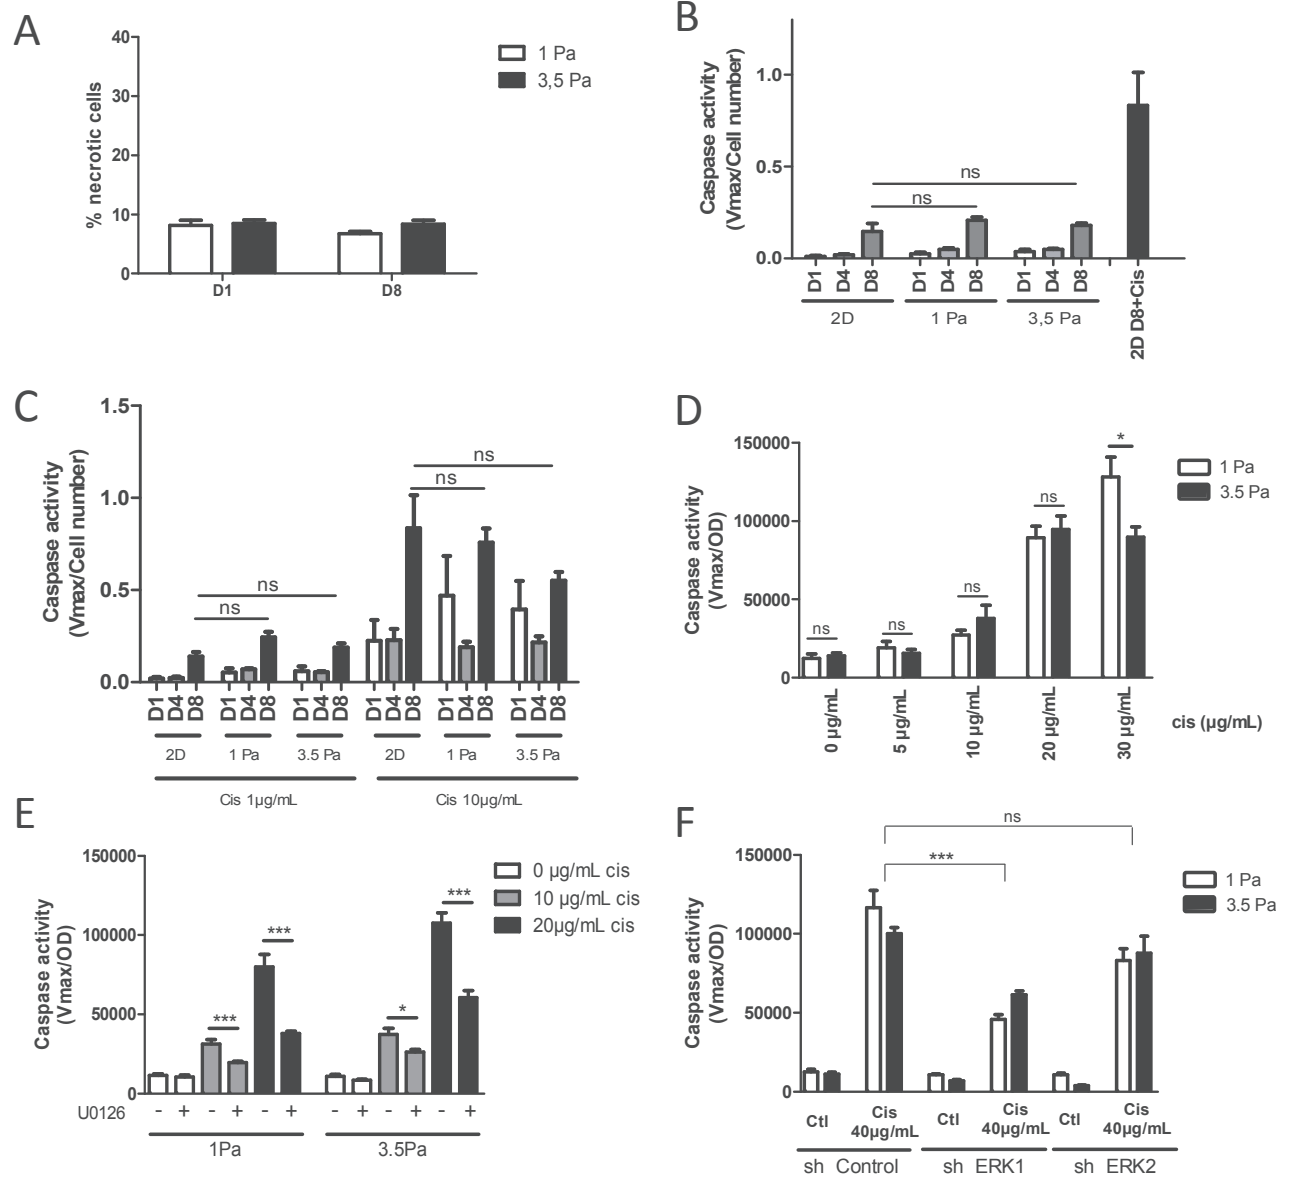 A
40
30
20
10
0
% necrotic cells
D1
D8
1 Pa
3,5 Pa
B
1.0
0.5
0.0
Caspase activity
(Vmax/Cell number)
ns
ns
D1
D4
D8
D1
D4
D8
D1
D4
D8
2D D8+Cis
2D
1 Pa
3,5 Pa
C
1.5
1.0
0.5
0.0
Caspase activity
(Vmax/Cell number)
ns
ns
ns
ns
D1
D4
D8
D1
D4
D8
D1
D4
D8
D1
D4
D8
D1
D4
D8
D1
D4
D8
2D
1 Pa
3.5 Pa
2D
1 Pa
3.5 Pa
Cis 1µg/mL
Cis 10µg/mL
D
150000
100000
50000
0
Caspase activity
(Vmax/OD)
ns
ns
ns
ns
*
1 Pa
3.5 Pa
0 µg/mL
5 µg/mL
10 µg/mL
20 µg/mL
30 µg/mL
cis (µg/mL)
E
150000
100000
50000
0
Caspase activity
(Vmax/OD)
***
***
*
***
0 µg/mL cis
10 µg/mL cis
20µg/mL cis
U0126 - + - + - + - + - + - +
1Pa
3.5Pa
F
150000
100000
50000
0
Caspase activity
(Vmax/OD)
ns
***
1 Pa
3.5 Pa
Ctl
Cis
40µg/mL
Ctl
Cis
40µg/mL
Ctl
Cis
40µg/mL
sh Control
sh ERK1
sh ERK2